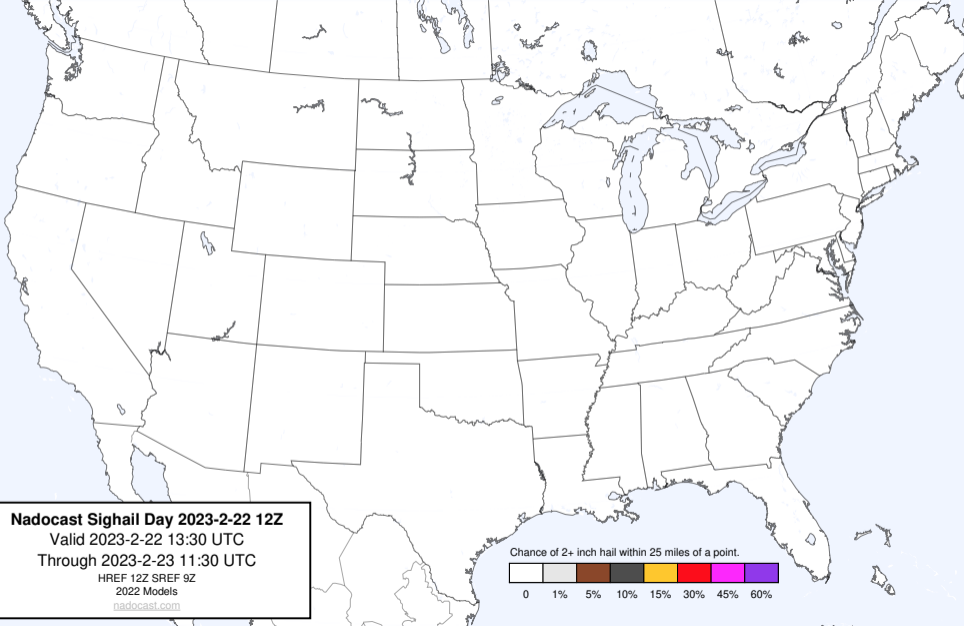 Nadocast Sighail Day 2023-2-22 12Z
Valid 2023-2-22 13:30 UTC
Through 2023-2-23 11:30 UTC
HREF 12Z SREF 9Z
2022 Models
nadocast.com
Chance of 2+ inch hail within 25 miles of a point.
0 1% 5% 10% 15% 30% 45% 60%